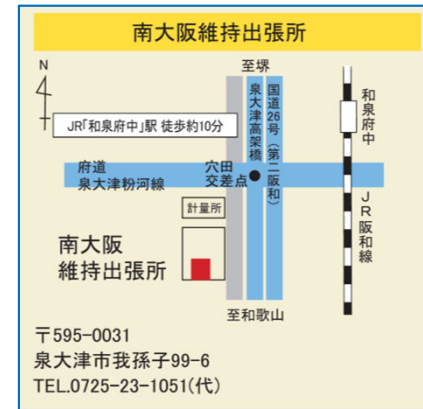 南大阪維持出張所
N
至堺
JR「和泉府中」駅 徒歩約10分
泉大津高架橋
国道26号（第二阪和）
和泉府中
府道
泉大津粉河線
穴田
交差点
計量所
JR阪和線
南大阪
維持出張所
至和歌山
〒595-0031
泉大津市我孫子99-6
TEL.0725-23-1051(代)